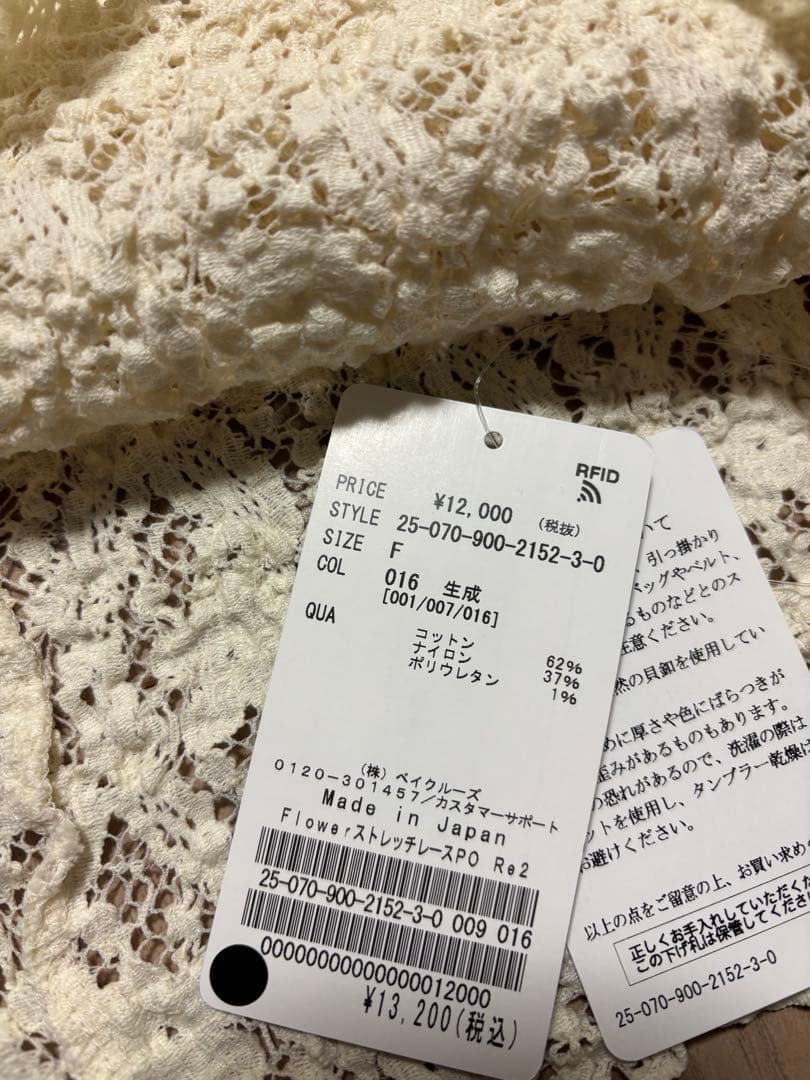 RFID
PRICE ¥12,000 (税抜)
STYLE 25-070-900-2152-3-0
SIZE F
COL 016 生成
[001/007/016]
QUA
コットン 62%
ナイロン 37%
ポリウレタン 1%
(株) ベイクルーズ
0120-301457/カスタマーサポート
Made in Japan
FlowerストレッチレースPO Re2
25-070-900-2152-3-0 009 016
0000000000000012000
¥13,200(税込)
いて
引っ掛かり
バッグやベルト、
るものなどとのス
注意ください。
然の貝釦を使用してい
めに厚さや色にばらつきが
歪みがあるものもあります。
の恐れがあるので、洗濯の際は
ットを使用し、タンブラー乾燥は
お避けください。
以上の点をご留意の上、お買い求め
正しくお手入れしていただくた
この下げ札は保管してください
25-070-900-2152-3-0